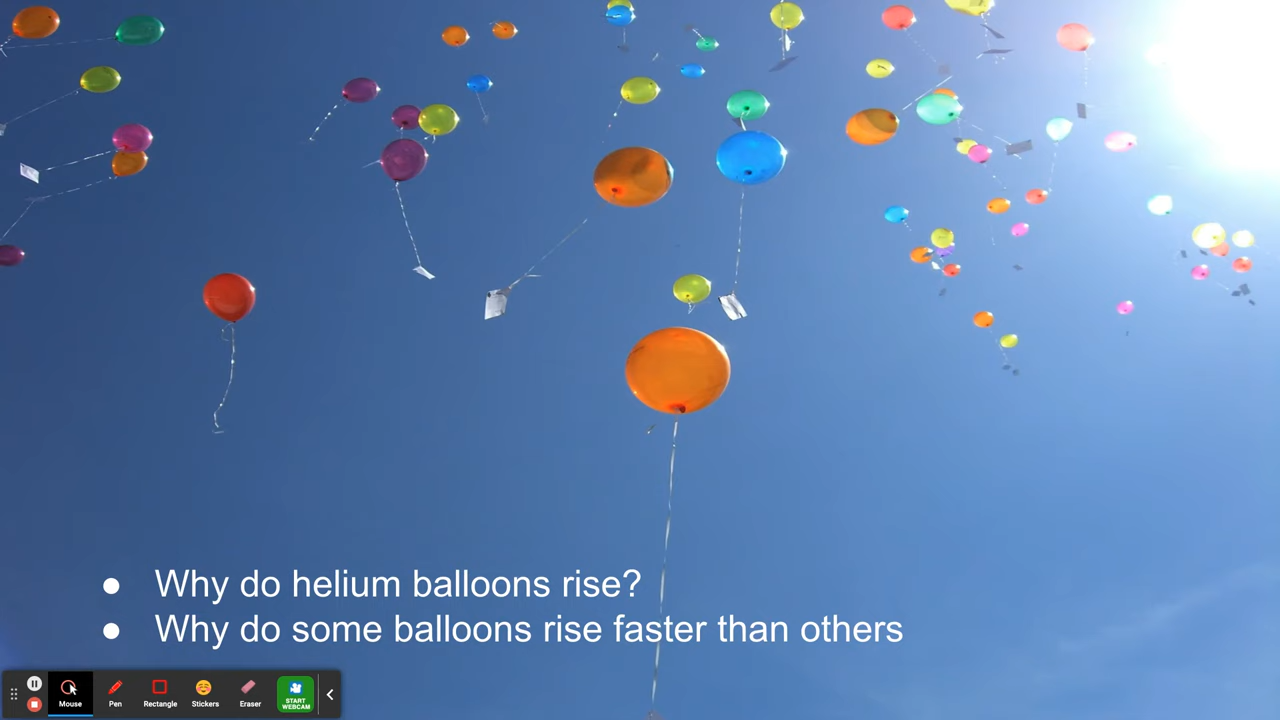 ● Why do helium balloons rise?
● Why do some balloons rise faster than others
Mouse
Pen
Rectangle
Stickers
Eraser
START
WEBCAM